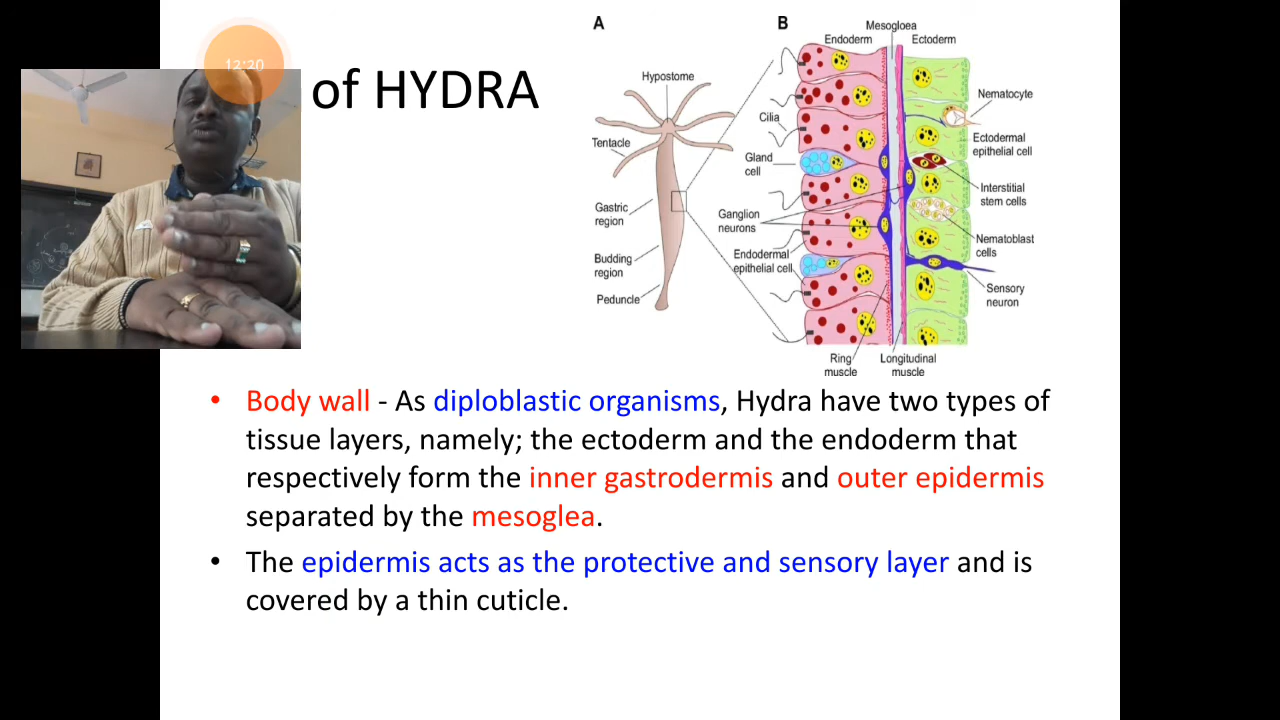 12:20
of HYDRA
A
Hypostome
Tentacle
Gastric
region
Budding
region
Peduncle
B
Mesogloea
Endoderm
Ectoderm
Cilia
Gland
cell
Ganglion
neurons
Endodermal
epithelial cell
Nematocyte
Ectodermal
epithelial cell
Interstitial
stem cells
Nematoblast
cells
Sensory
neuron
Ring
muscle
Longitudinal
muscle
• Body wall - As diploblastic organisms, Hydra have two types of
tissue layers, namely; the ectoderm and the endoderm that
respectively form the inner gastrodermis and outer epidermis
separated by the mesoglea.
• The epidermis acts as the protective and sensory layer and is
covered by a thin cuticle.